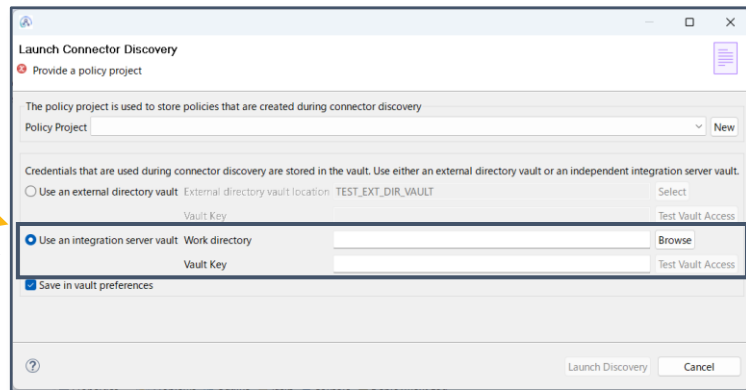 Launch Connector Discovery
Provide a policy project
The policy project is used to store policies that are created during connector discovery
Policy Project New
Credentials that are used during connector discovery are stored in the vault. Use either an external directory vault or an independent integration server vault.
Use an external directory vault External directory vault location TEST_EXT_DIR_VAULT Select
Vault Key Test Vault Access
Use an integration server vault Work directory Browse
Vault Key Test Vault Access
Save in vault preferences
? Launch Discovery Cancel